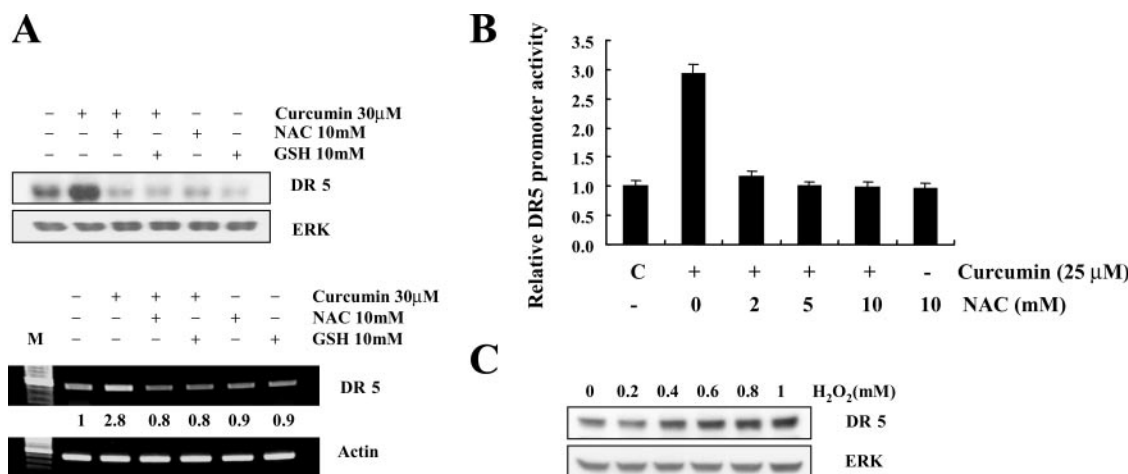 A
– + + + – – Curcumin 30μM
– – + – + – NAC 10mM
– – – + – + GSH 10mM
DR 5
ERK
– + + + – – Curcumin 30μM
– – + – + – NAC 10mM
M – – – + – + GSH 10mM
DR 5
1 2.8 0.8 0.8 0.9 0.9
Actin
B
Relative DR5 promoter activity
3.5
3.0
2.5
2.0
1.5
1.0
0.5
0.0
C + + + + - Curcumin (25 μM)
- 0 2 5 10 10 NAC (mM)
C
0 0.2 0.4 0.6 0.8 1 H₂O₂(mM)
DR 5
ERK